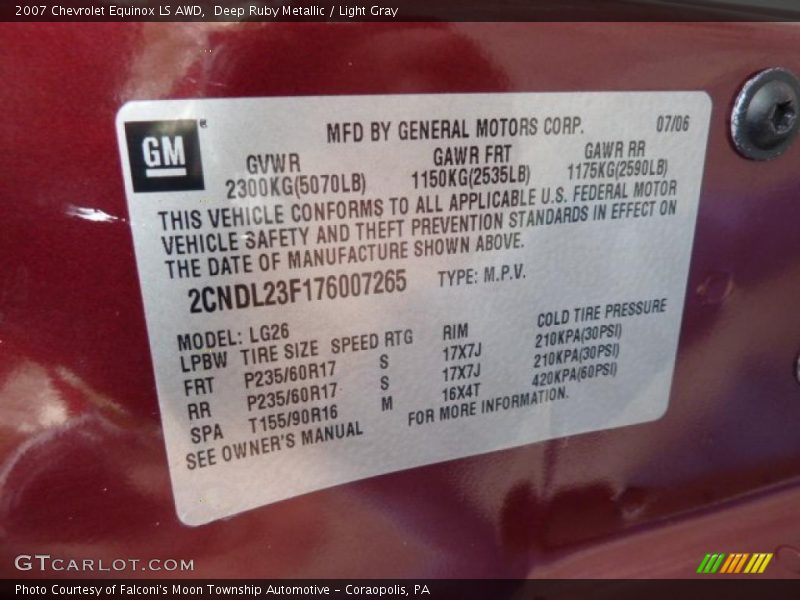 2007 Chevrolet Equinox LS AWD, Deep Ruby Metallic / Light Gray
GM®
MFD BY GENERAL MOTORS CORP. 07/06
GVWR GAWR FRT GAWR RR
2300KG(5070LB) 1150KG(2535LB) 1175KG(2590LB)
THIS VEHICLE CONFORMS TO ALL APPLICABLE U.S. FEDERAL MOTOR
VEHICLE SAFETY AND THEFT PREVENTION STANDARDS IN EFFECT ON
THE DATE OF MANUFACTURE SHOWN ABOVE.
2CNDL23F176007265 TYPE: M.P.V.
MODEL: LG26
LPBW TIRE SIZE SPEED RTG RIM COLD TIRE PRESSURE
FRT P235/60R17 S 17X7J 210KPA(30PSI)
RR P235/60R17 S 17X7J 210KPA(30PSI)
SPA T155/90R16 M 16X4T 420KPA(60PSI)
SEE OWNER'S MANUAL FOR MORE INFORMATION.
GTCARLOT.COM
Photo Courtesy of Falconi's Moon Township Automotive - Coraopolis, PA